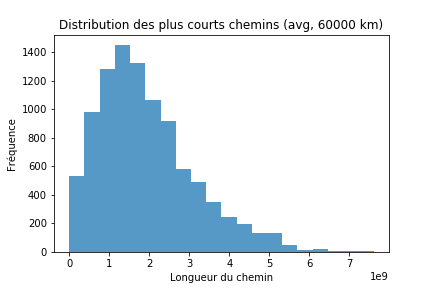 Distribution des plus courts chemins (avg, 60000 km)
1400
1200
1000
800
600
400
200
0
Fréquence
0 1 2 3 4 5 6 7
1e9
Longueur du chemin